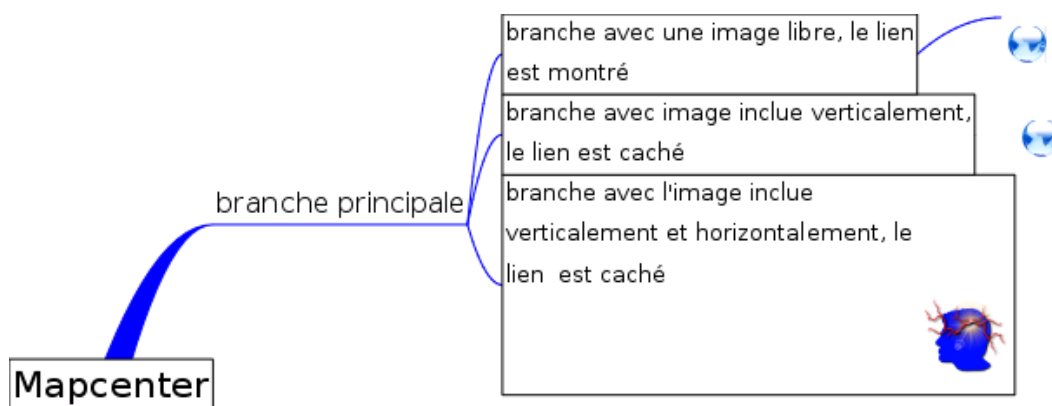 branche avec une image libre, le lien
est montré
branche avec image inclue verticalement,
le lien est caché
branche principale
branche avec l'image inclue
verticalement et horizontalement, le
lien  est caché
Mapcenter